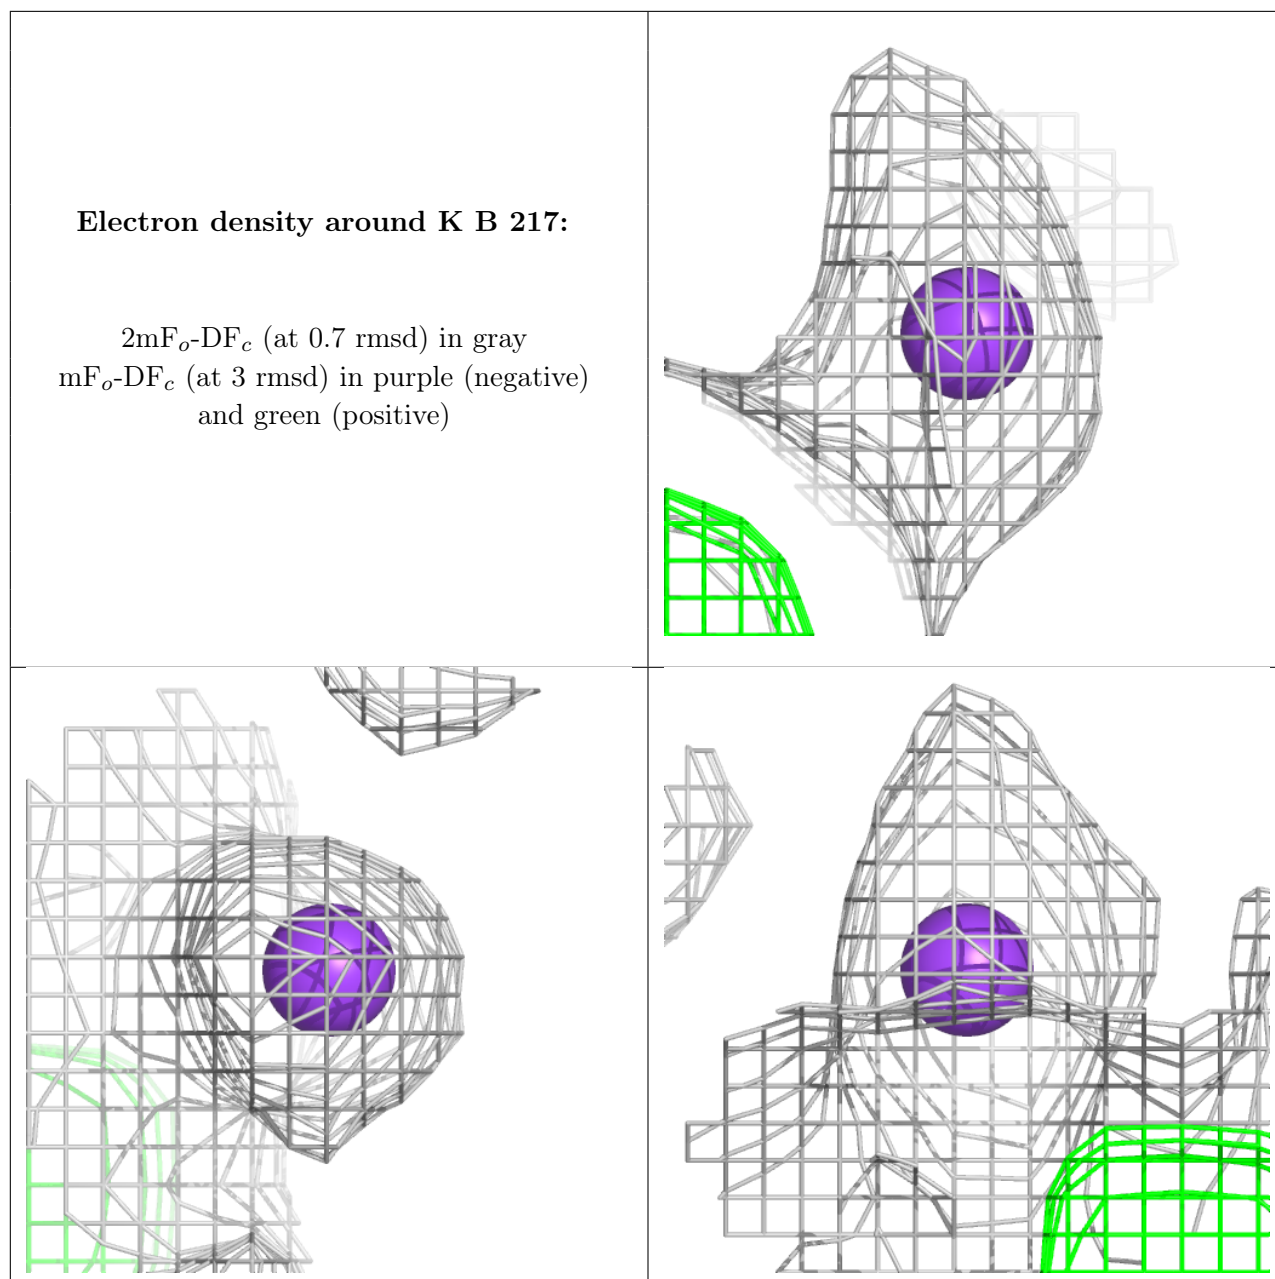 Electron density around K B 217:
2mFo-DFc (at 0.7 rmsd) in gray
mFo-DFc (at 3 rmsd) in purple (negative)
and green (positive)